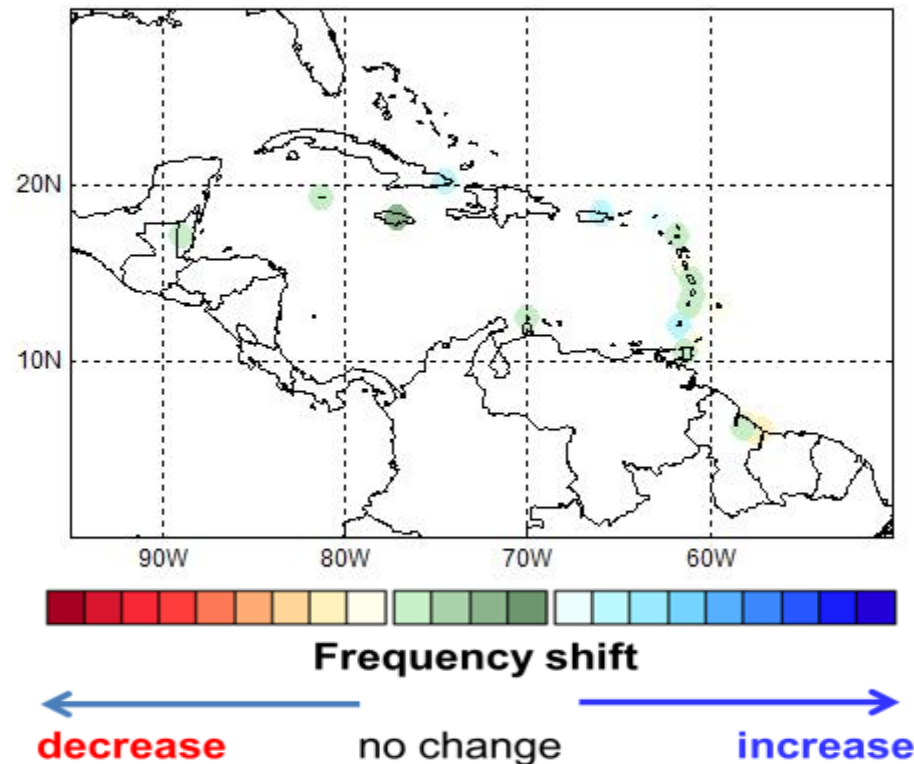 20N
10N
90W 80W 70W 60W
Frequency shift
decrease no change increase